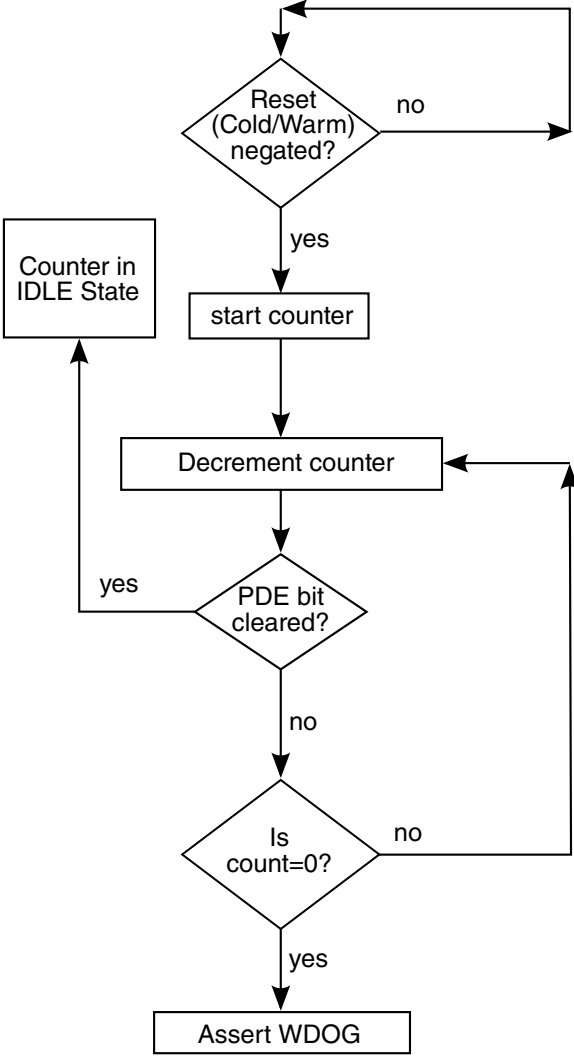 Reset
(Cold/Warm)
negated?
no
yes
Counter in
IDLE State
start counter
Decrement counter
yes
PDE bit
cleared?
no
Is
count=0?
no
yes
Assert WDOG